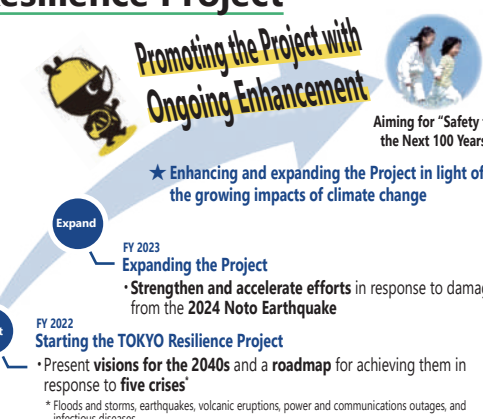 Resilience Project
Promoting the Project with
Ongoing Enhancement
Aiming for “Safety
the Next 100 Years
★ Enhancing and expanding the Project in light of
the growing impacts of climate change
Expand
FY 2023
Expanding the Project
・Strengthen and accelerate efforts in response to damag
from the 2024 Noto Earthquake
FY 2022
Starting the TOKYO Resilience Project
・Present visions for the 2040s and a roadmap for achieving them in
response to five crises*
* Floods and storms, earthquakes, volcanic eruptions, power and communications outages, and
infectious diseases